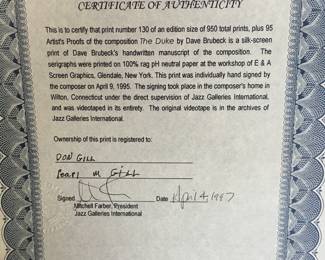 CERTIFICATE OF AUTHENTICITY
This is to certify that print number 130 of an edition size of 950 total prints, plus 95
Artist's Proofs of the composition The Duke by Dave Brubeck is a silk-screen
print of Dave Brubeck's handwritten manuscript of the composition. The
serigraphs were printed on 100% rag pH neutral paper at the workshop of E & A
Screen Graphics, Glendale, New York. This print was individually hand signed
by the composer on April 9, 1995. The signing took place in the composer's home in
Wilton, Connecticut under the direct supervision of Jazz Galleries International,
and was videotaped in its entirety. The original videotape is in the archives of
Jazz Galleries International.
Ownership of this print is registered to:
DON GILL
Pearl M Gill
Signed Date April 4 1997
Mitchell Farber, President
Jazz Galleries International